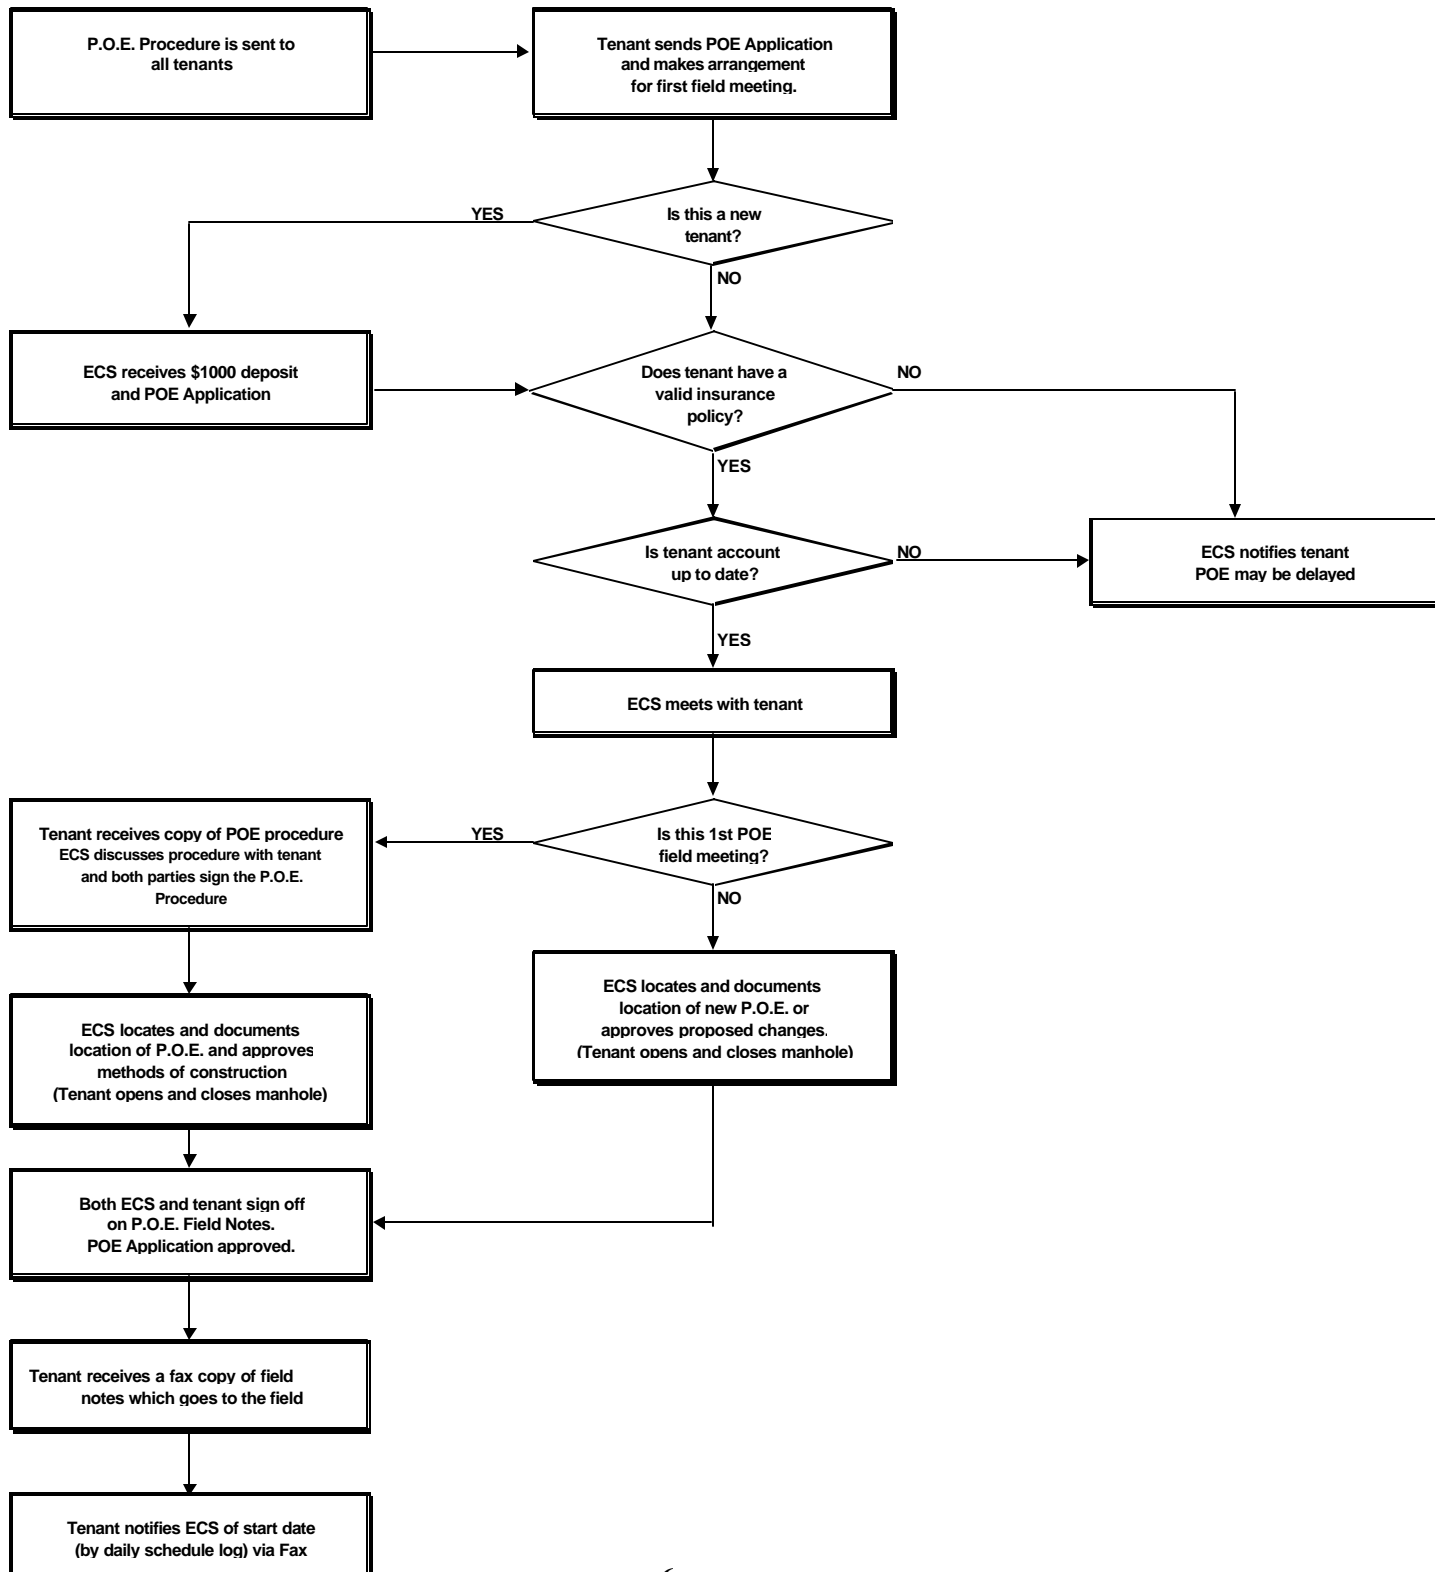 P.O.E. Procedure is sent to
all tenants
Tenant sends POE Application
and makes arrangement
for first field meeting.
Is this a new
tenant?
YES
NO
ECS receives $1000 deposit
and POE Application
Does tenant have a
valid insurance
policy?
NO
YES
Is tenant account
up to date?
NO
ECS notifies tenant
POE may be delayed
YES
ECS meets with tenant
Is this 1st POE
field meeting?
YES
NO
Tenant receives copy of POE procedure
ECS discusses procedure with tenant
and both parties sign the P.O.E.
Procedure
ECS locates and documents
location of new P.O.E. or
approves proposed changes.
(Tenant opens and closes manhole)
ECS locates and documents
location of P.O.E. and approves
methods of construction
(Tenant opens and closes manhole)
Both ECS and tenant sign off
on P.O.E. Field Notes.
POE Application approved.
Tenant receives a fax copy of field
notes which goes to the field
Tenant notifies ECS of start date
(by daily schedule log) via Fax